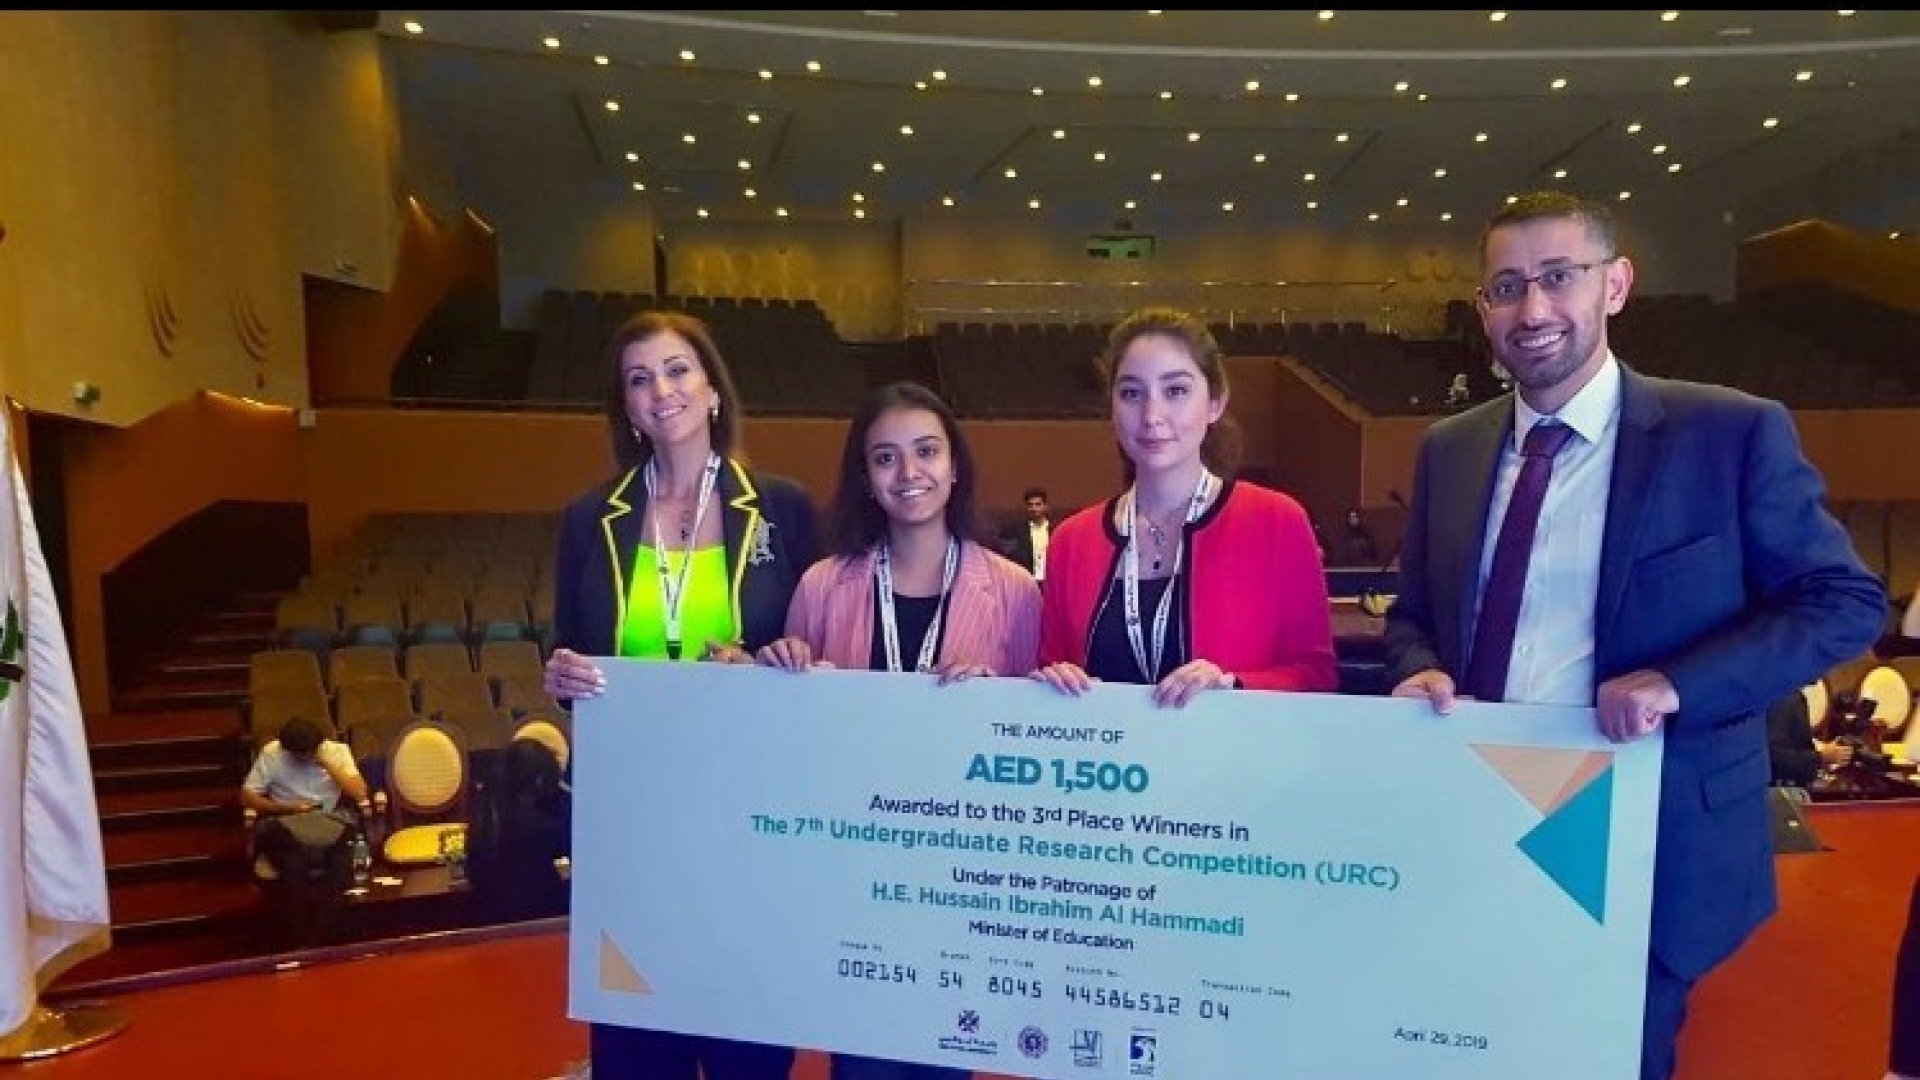 THE AMOUNT OF
AED 1,500
Awarded to the 3rd Place Winners in
The 7th Undergraduate Research Competition (URC)
Under the Patronage of
H.E. Hussain Ibrahim Al Hammadi
Minister of Education
Transaction Code
002154 54 8045 44586512 04
April 29, 2019